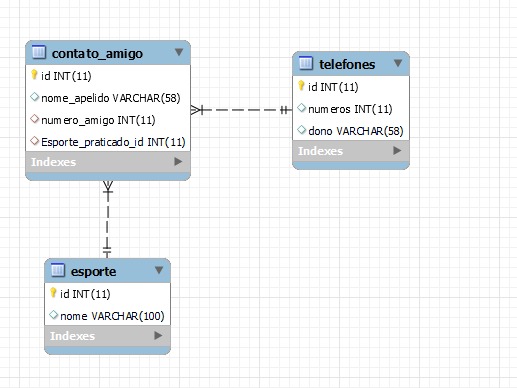 contato_amigo
id INT(11)
nome_apelido VARCHAR(58)
numero_amigo INT(11)
Esporte_praticado_id INT(11)
Indexes
telefones
id INT(11)
numeros INT(11)
dono VARCHAR(58)
Indexes
esporte
id INT(11)
nome VARCHAR(100)
Indexes